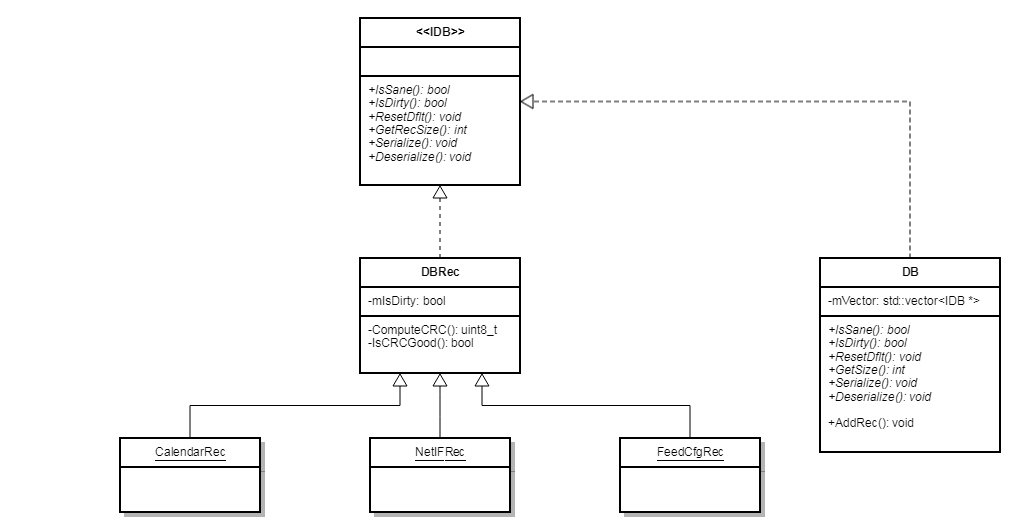 <<IDB>>
+IsSane(): bool
+IsDirty(): bool
+ResetDflt(): void
+GetRecSize(): int
+Serialize(): void
+Deserialize(): void
DBRec
-mIsDirty: bool
-ComputeCRC(): uint8_t
-IsCRCGood(): bool
DB
-mVector: std::vector<IDB *>
+IsSane(): bool
+IsDirty(): bool
+ResetDflt(): void
+GetSize(): int
+Serialize(): void
+Deserialize(): void
+AddRec(): void
CalendarRec
NetIFRec
FeedCfgRec